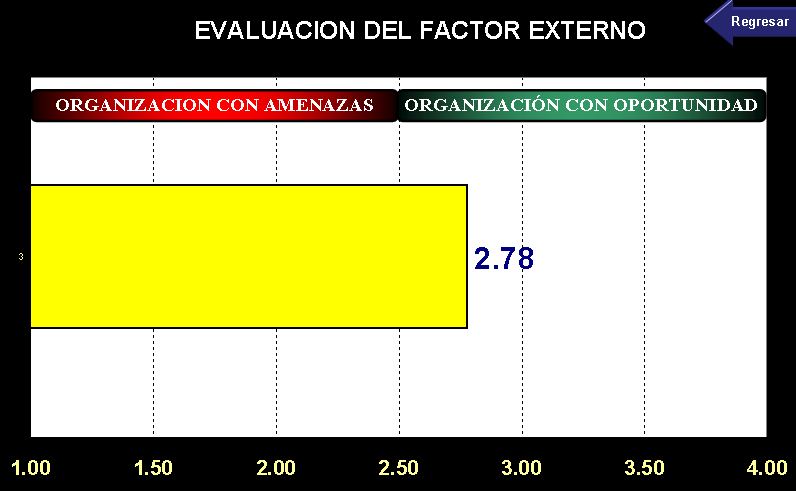 EVALUACION DEL FACTOR EXTERNO
Regresar
ORGANIZACION CON AMENAZAS
ORGANIZACIÓN CON OPORTUNIDAD
3
2.78
1.00 1.50 2.00 2.50 3.00 3.50 4.00